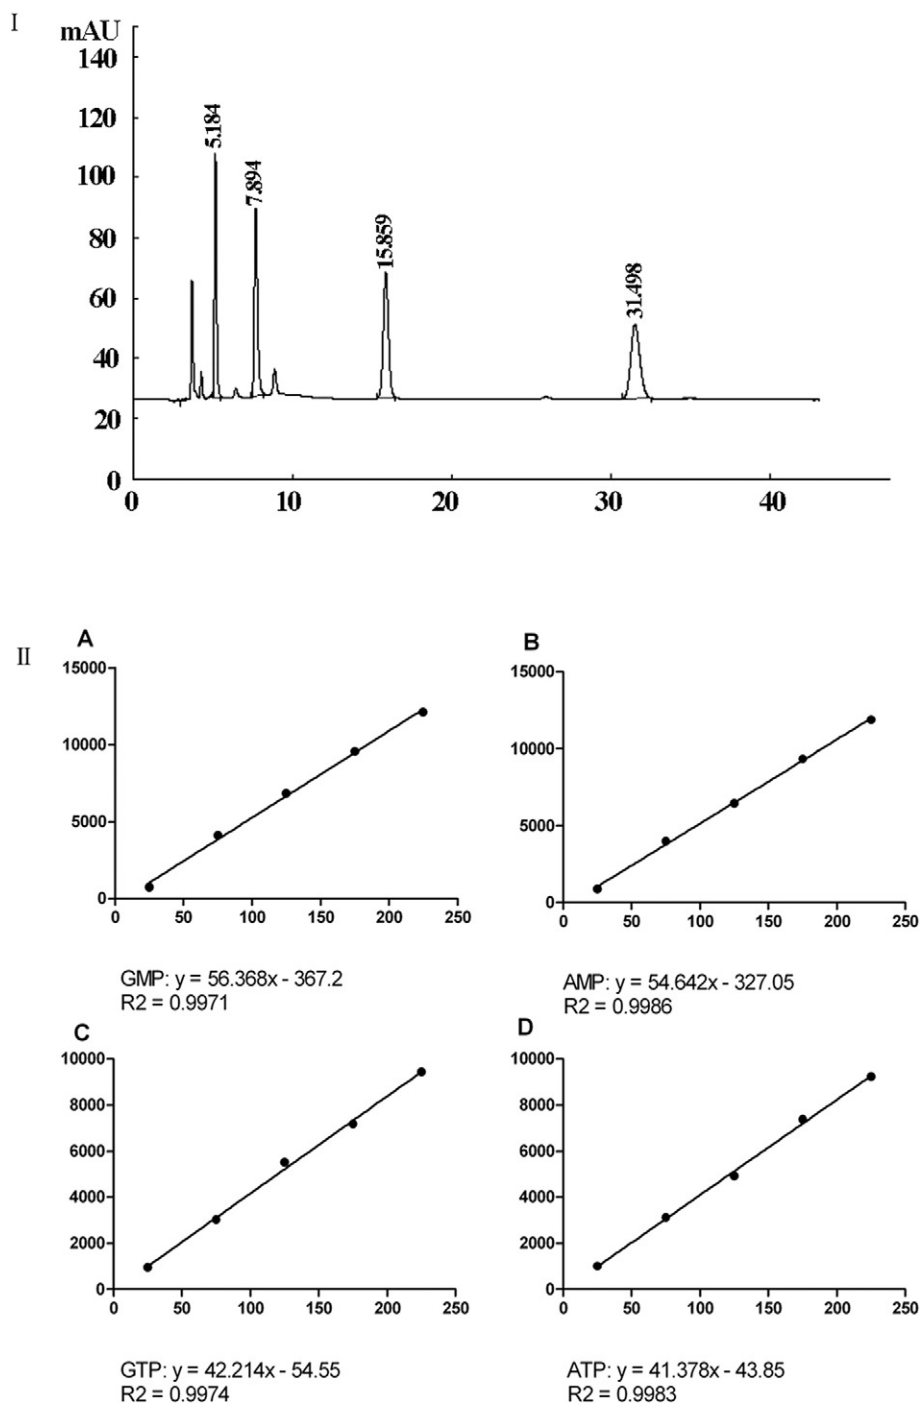 I
mAU
140
120
100
80
60
40
20
0
5.184
7.894
15.859
31.498
0 10 20 30 40
II
A
15000
10000
5000
0
0 50 100 150 200 250
GMP: y = 56.368x - 367.2
R2 = 0.9971
B
15000
10000
5000
0
0 50 100 150 200 250
AMP: y = 54.642x - 327.05
R2 = 0.9986
C
10000
8000
6000
4000
2000
0
0 50 100 150 200 250
GTP: y = 42.214x - 54.55
R2 = 0.9974
D
10000
8000
6000
4000
2000
0
0 50 100 150 200 250
ATP: y = 41.378x - 43.85
R2 = 0.9983